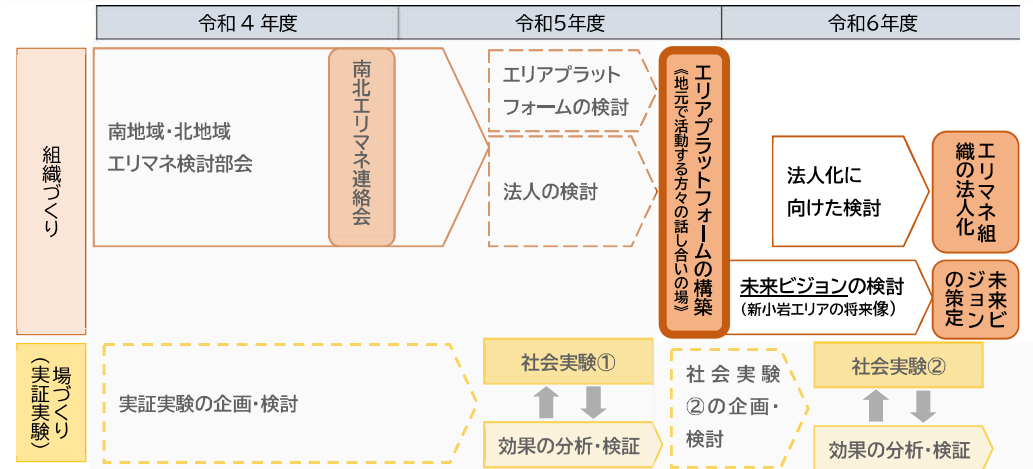 令和４年度
令和5年度
令和6年度
組織づくり
南地域・北地域
エリマネ検討部会
南北エリマネ連絡会
エリアプラット
フォームの検討
法人の検討
エリアプラットフォームの構築
《地元で活動する方々の話し合いの場》
法人化に
向けた検討
エリマネ組
織の法人化
未来ビジョンの検討
(新小岩エリアの将来像)
未来ビ
ジョン
の策定
場づくり
(実証実験)
実証実験の企画・検討
社会実験①
効果の分析・検証
社会実験
②の企画・
検討
社会実験②
効果の分析・検証